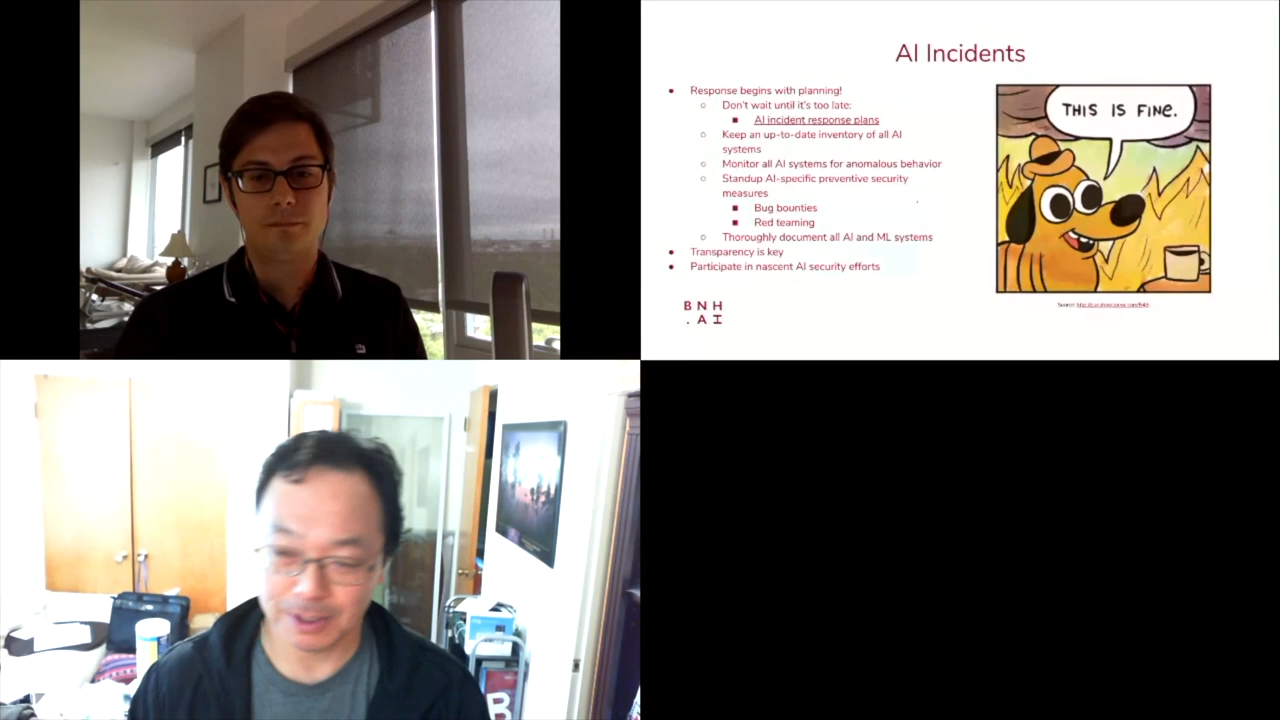 AI Incidents
● Response begins with planning!
○ Don't wait until it's too late:
■ AI incident response plans
○ Keep an up-to-date inventory of all AI
systems
○ Monitor all AI systems for anomalous behavior
○ Standup AI-specific preventive security
measures
■ Bug bounties
■ Red teaming
○ Thoroughly document all AI and ML systems
● Transparency is key
● Participate in nascent AI security efforts
THIS IS FINE.
Source:
B N H
. A I
B